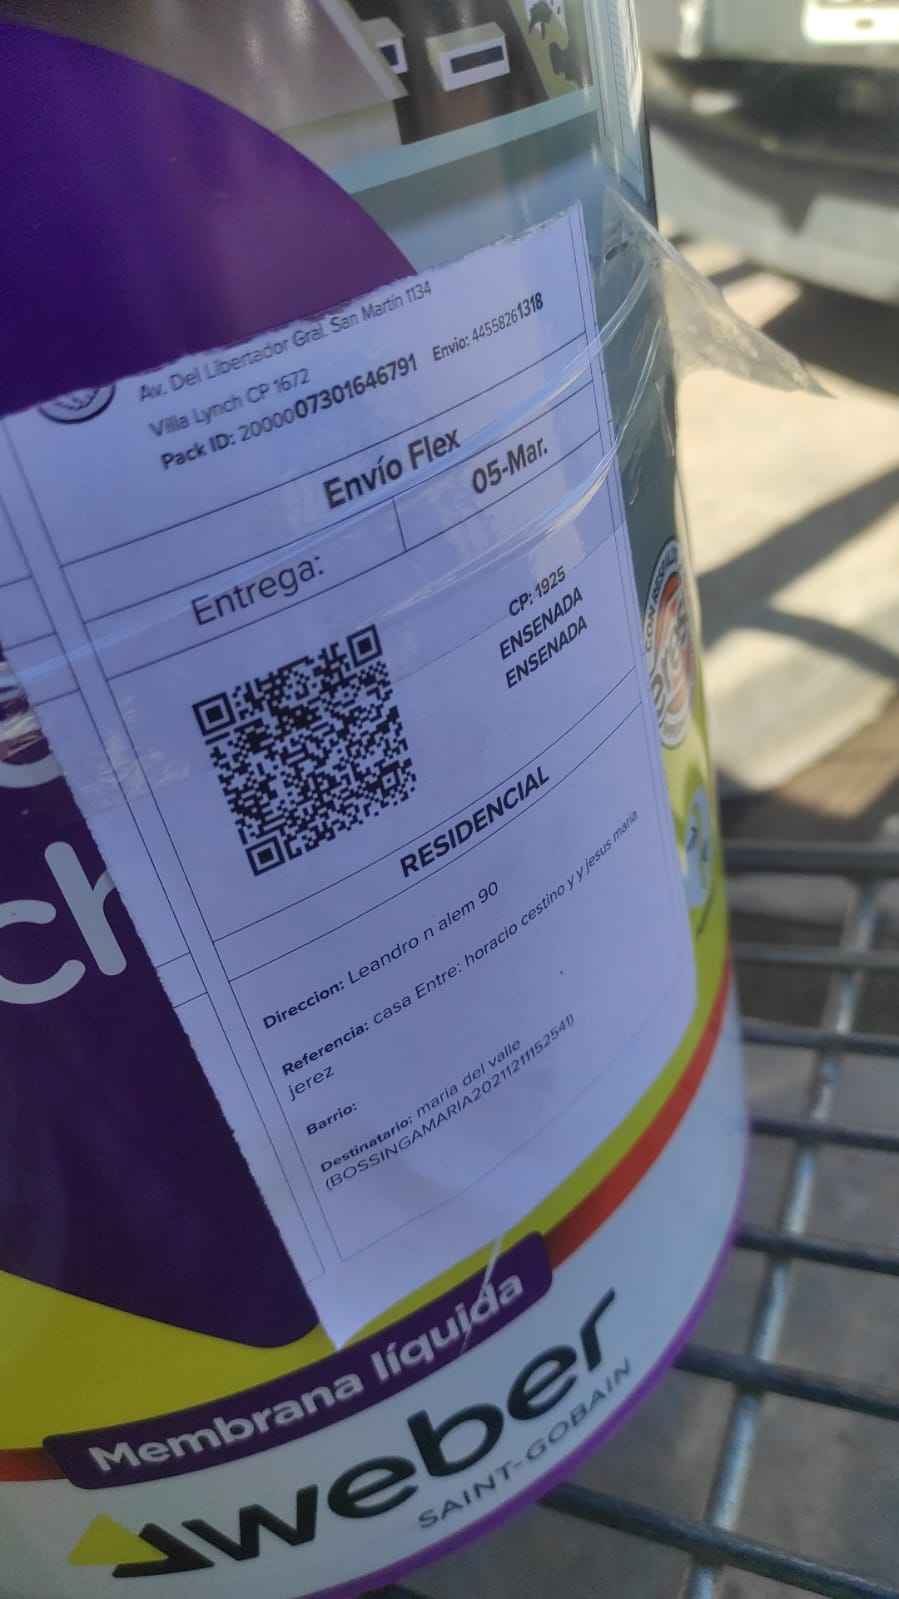 Av. Del Libertador Gral. San Martín 1134
Villa Lynch CP 1672
Pack ID: 2000007301646791 Envio: 44558261318
Envío Flex
Entrega: 05-Mar.
CP: 1925
ENSENADA
ENSENADA
RESIDENCIAL
Direccion: Leandro n alem 90
Referencia: casa Entre: horacio cestino y y jesus maria
jerez
Barrio:
Destinatario: maria del valle
(BOSSINGAMARIA20211211152541)
ch
Membrana líquida
weber
SAINT-GOBAIN